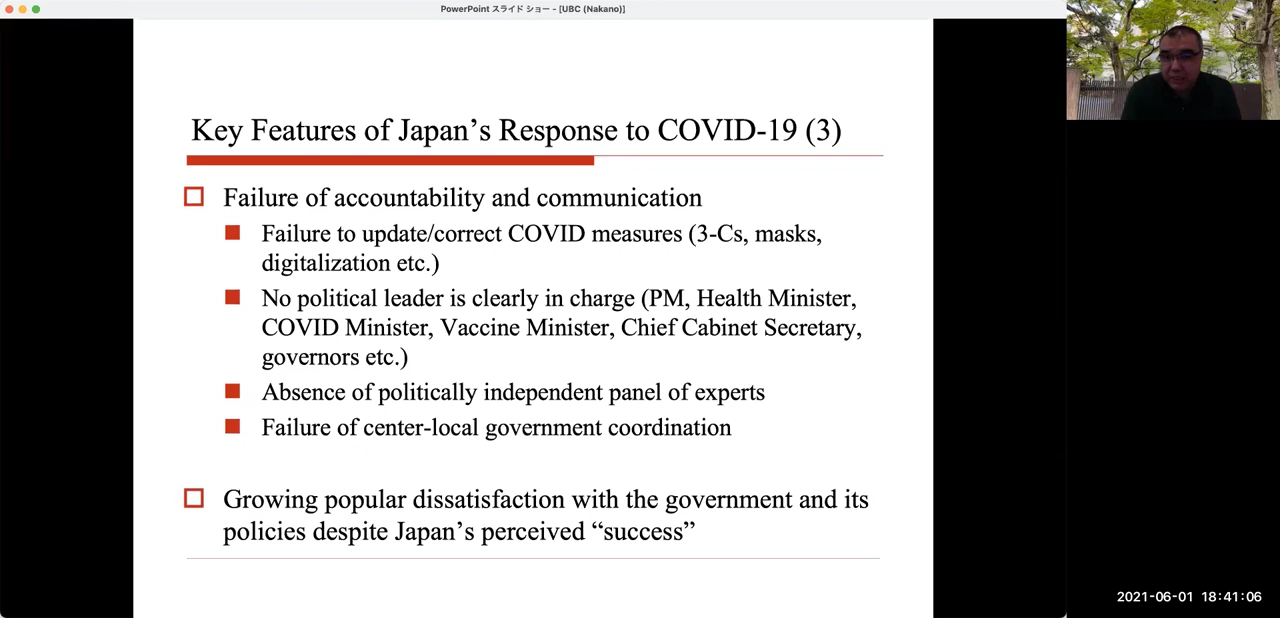 PowerPoint スライド ショー - [UBC (Nakano)]
Key Features of Japan’s Response to COVID-19 (3)
Failure of accountability and communication
Failure to update/correct COVID measures (3-Cs, masks,
digitalization etc.)
No political leader is clearly in charge (PM, Health Minister,
COVID Minister, Vaccine Minister, Chief Cabinet Secretary,
governors etc.)
Absence of politically independent panel of experts
Failure of center-local government coordination
Growing popular dissatisfaction with the government and its
policies despite Japan’s perceived “success”
2021-06-01 18:41:06